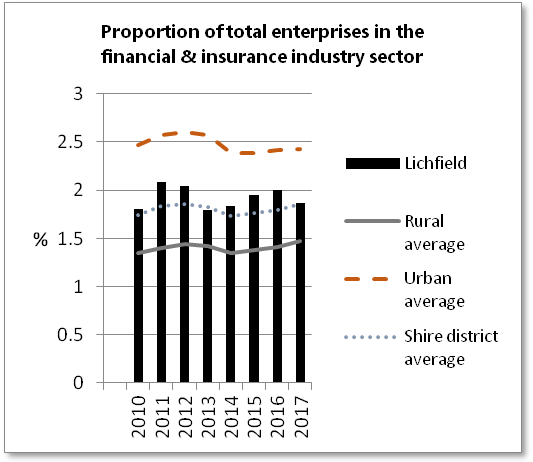 Proportion of total enterprises in the
financial & insurance industry sector
3
2.5
2
1.5
1
0.5
0
%
2010
2011
2012
2013
2014
2015
2016
2017
Lichfield
Rural
average
Urban
average
Shire district
average